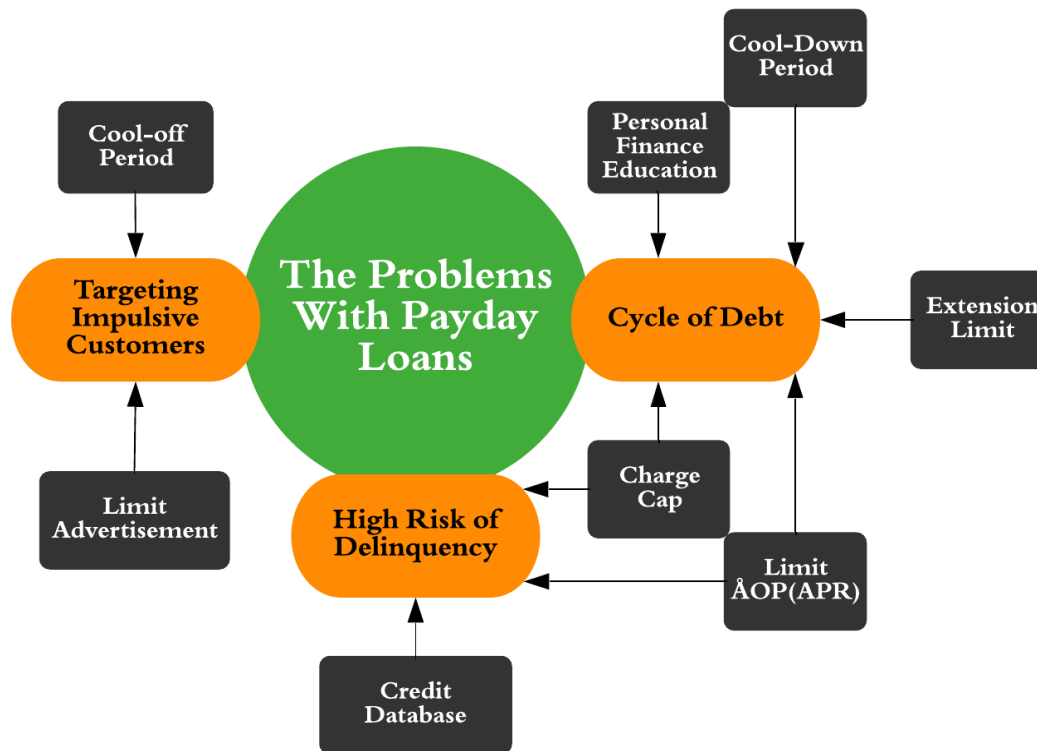 Cool-Down
Period
Cool-off
Period
Personal
Finance
Education
The Problems
With Payday
Loans
Targeting
Impulsive
Customers
Cycle of Debt
Extension
Limit
Limit
Advertisement
Charge
Cap
High Risk of
Delinquency
Limit
ÅOP(APR)
Credit
Database